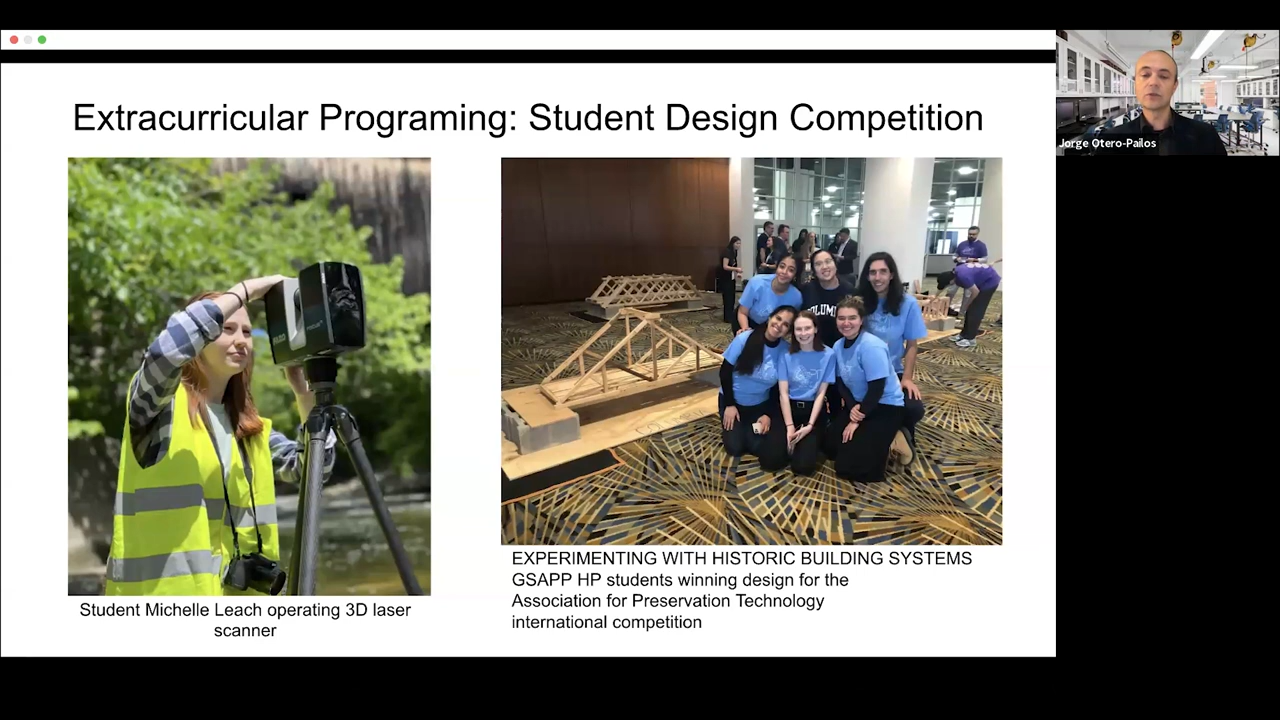 Extracurricular Programing: Student Design Competition
Jorge Otero-Pailos
Student Michelle Leach operating 3D laser
scanner
EXPERIMENTING WITH HISTORIC BUILDING SYSTEMS
GSAPP HP students winning design for the
Association for Preservation Technology
international competition